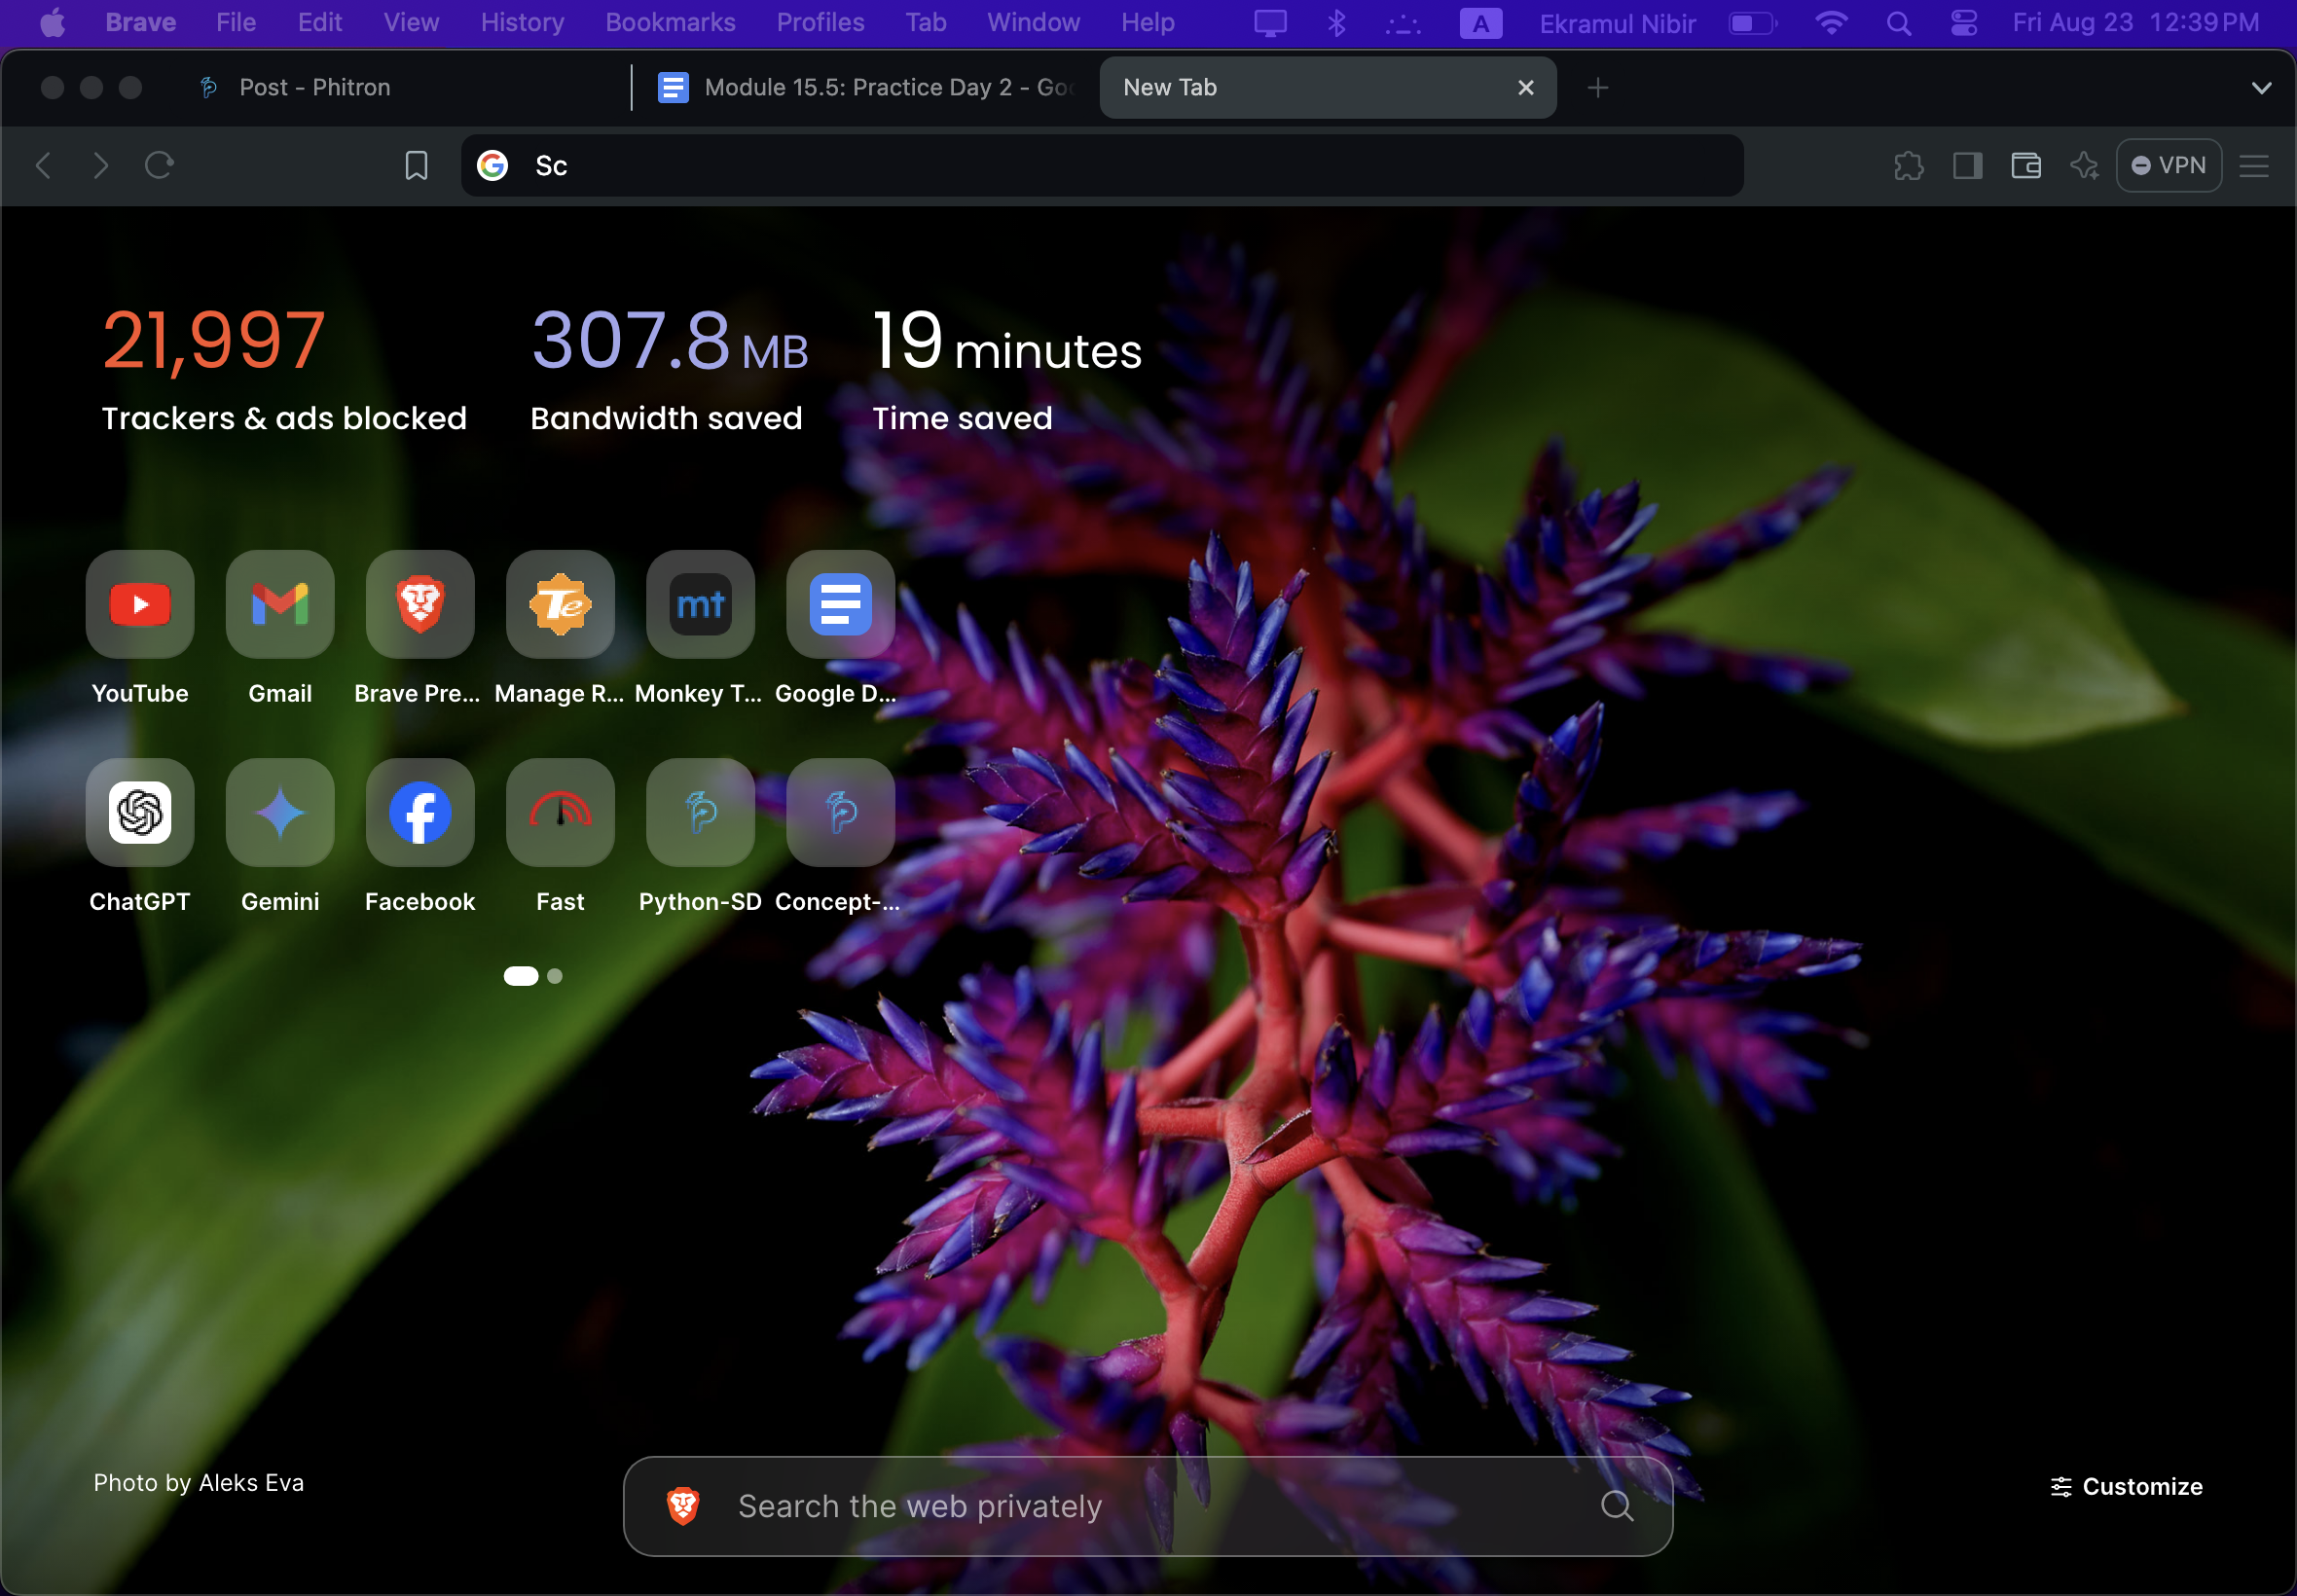 Brave File Edit View History Bookmarks Profiles Tab Window Help A Ekramul Nibir Fri Aug 23 12:39 PM
Post - Phitron Module 15.5: Practice Day 2 - Goo New Tab
Sc VPN
21,997 307.8 MB 19 minutes
Trackers & ads blocked Bandwidth saved Time saved
Te mt
YouTube Gmail Brave Pre... Manage R... Monkey T... Google D...
ChatGPT Gemini Facebook Fast Python-SD Concept-...
Photo by Aleks Eva
Search the web privately
Customize